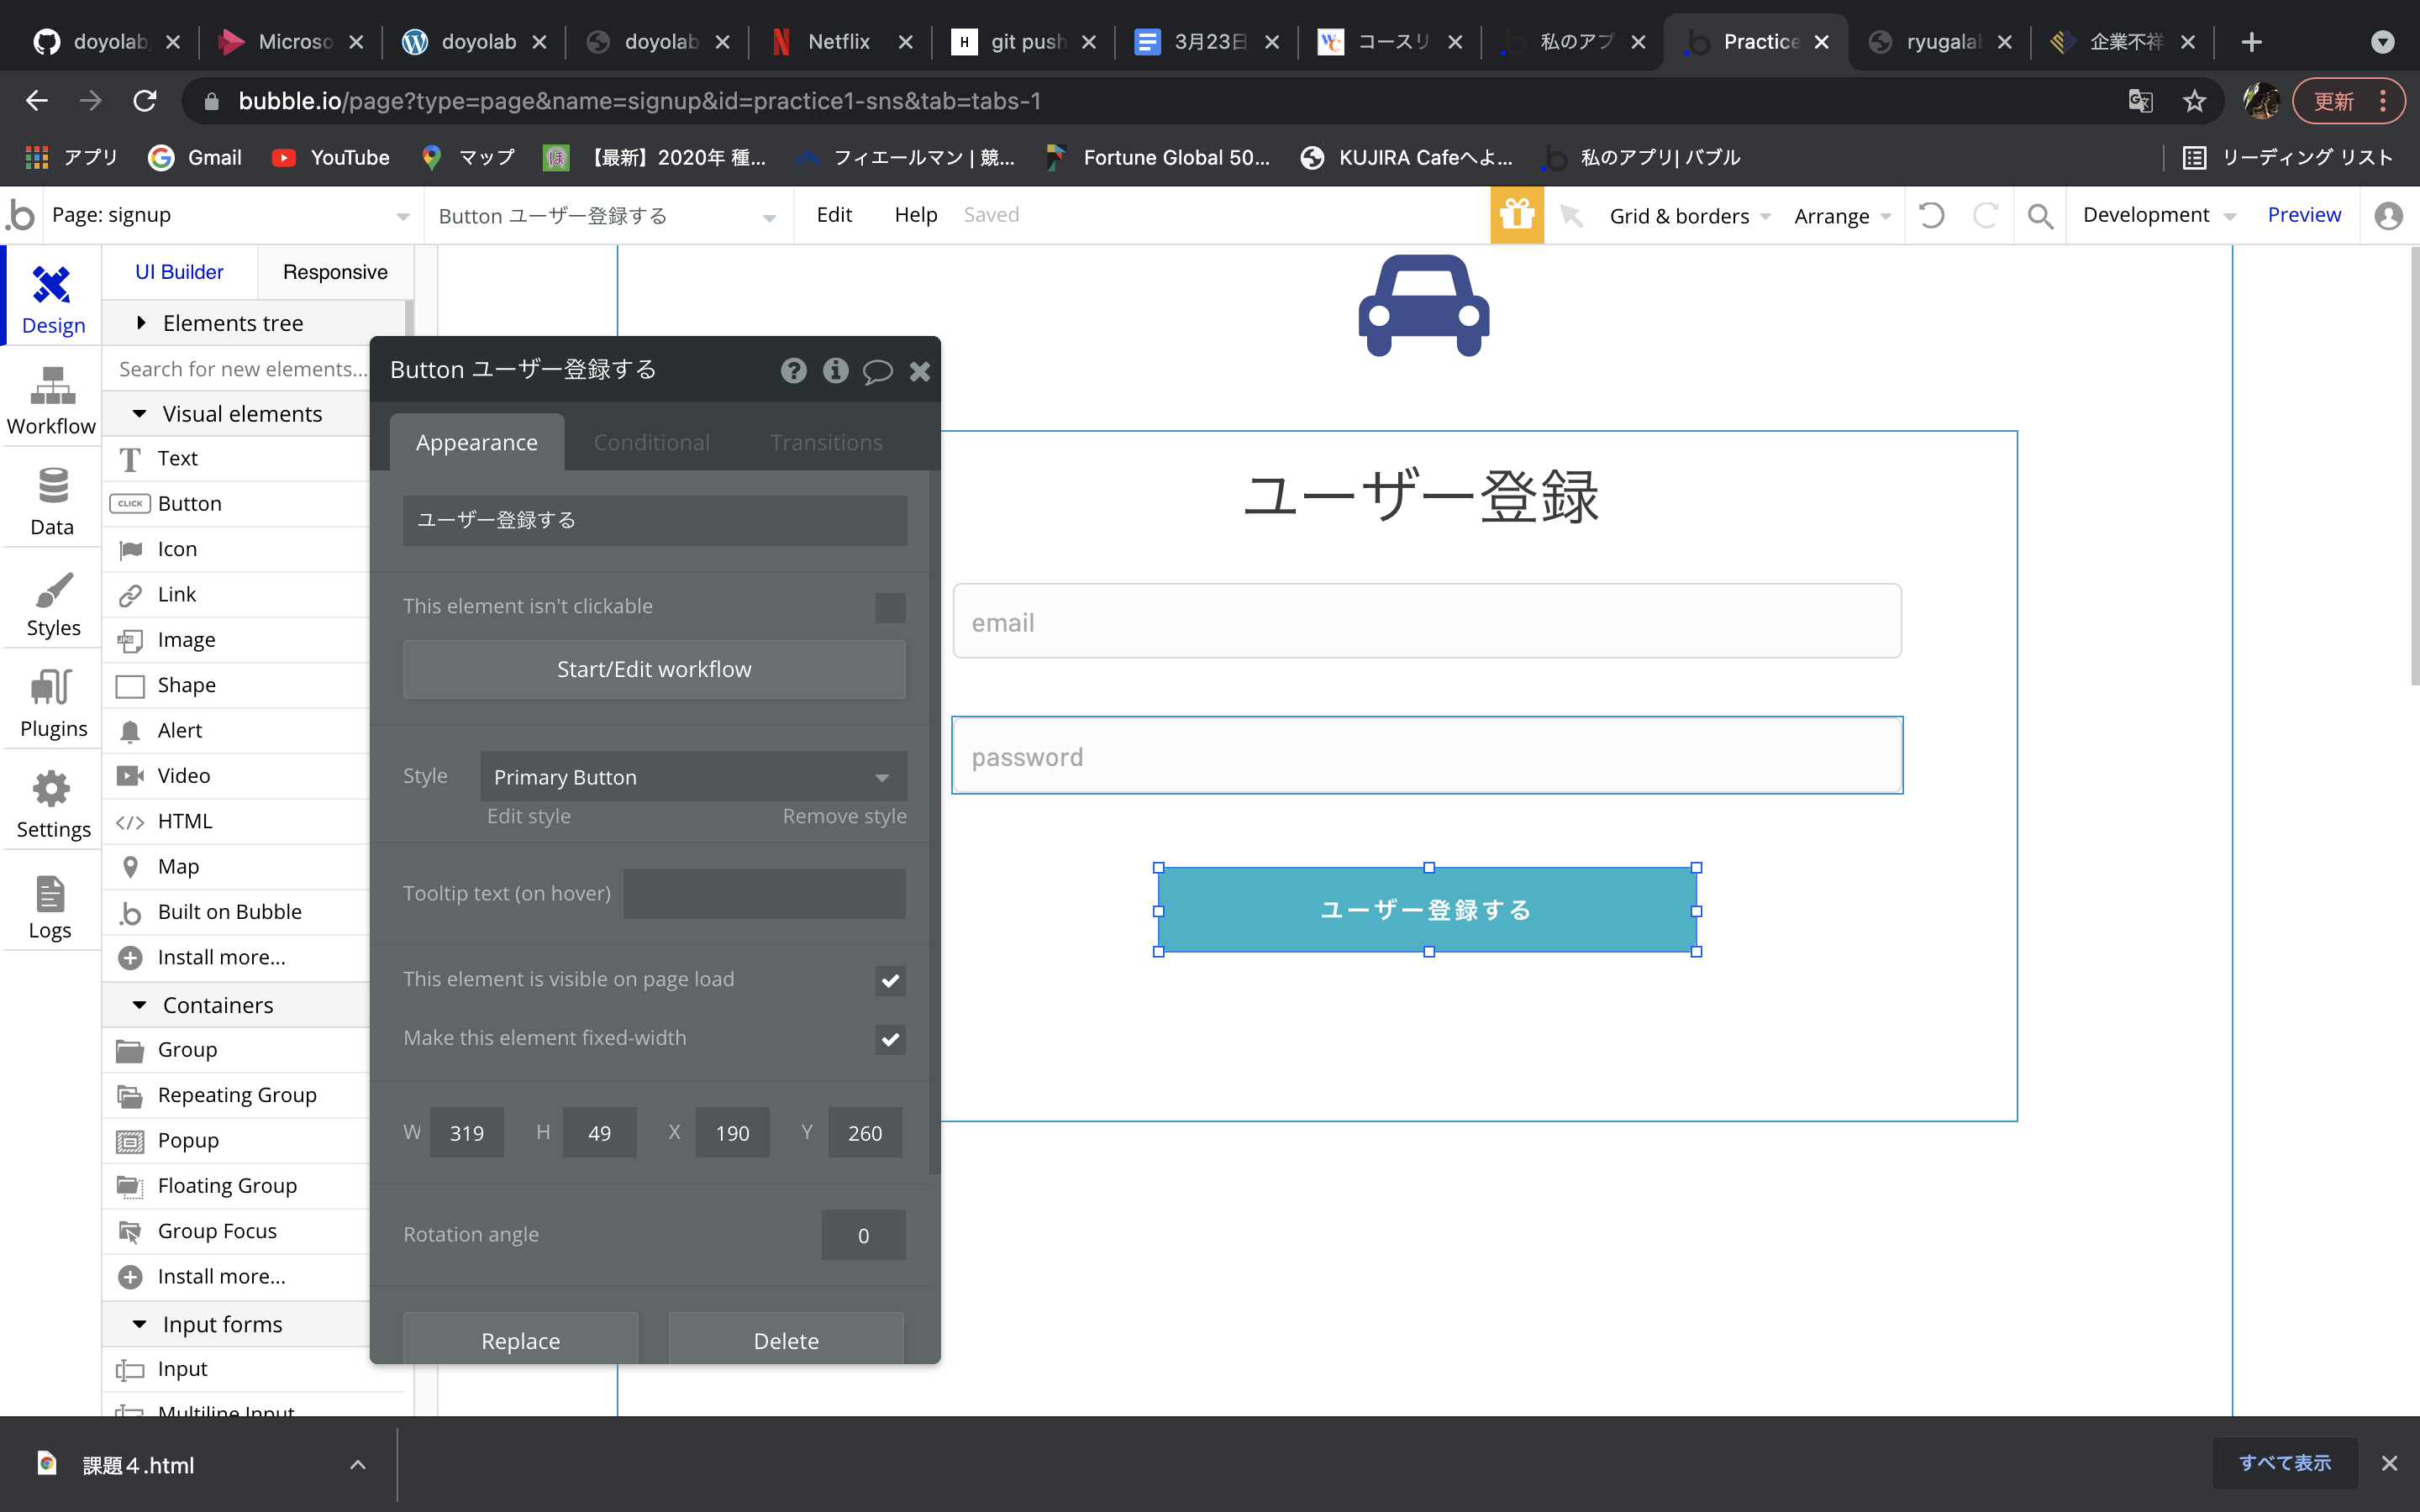 doyolab
Microso
doyolab
doyolab
Netflix
H
git push
3月23日
コースリ
私のアプ
Practice
ryugalab
企業不祥
bubble.io/page?type=page&name=signup&id=practice1-sns&tab=tabs-1
更新
アプリ
Gmail
YouTube
マップ
【最新】2020年 種...
フィエールマン | 競...
Fortune Global 50...
KUJIRA Cafeへよ...
私のアプリ| バブル
リーディング リスト
Page: signup
Button ユーザー登録する
Edit
Help
Saved
Grid & borders
Arrange
Development
Preview
Design
Workflow
Data
Styles
Plugins
Settings
Logs
UI Builder
Responsive
Elements tree
Search for new elements...
Visual elements
Text
CLICK
Button
Icon
Link
Image
Shape
Alert
Video
HTML
Map
Built on Bubble
Install more...
Containers
Group
Repeating Group
Popup
Floating Group
Group Focus
Install more...
Input forms
Input
Multiline Input
Button ユーザー登録する
Appearance
Conditional
Transitions
ユーザー登録する
This element isn't clickable
Start/Edit workflow
Style
Primary Button
Edit style
Remove style
Tooltip text (on hover)
This element is visible on page load
Make this element fixed-width
W 319 H 49 X 190 Y 260
Rotation angle
0
Replace
Delete
ユーザー登録
email
password
ユーザー登録する
課題４.html
すべて表示